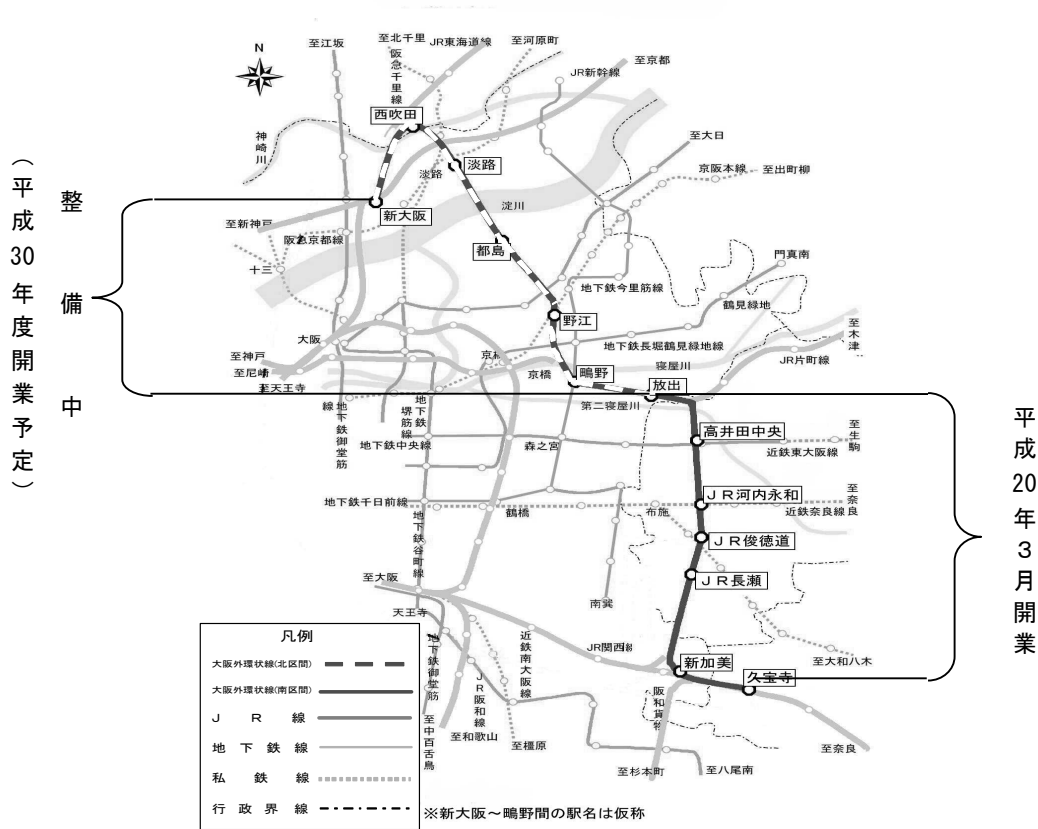 至江坂
至北千里
阪急千里線
JR東海道線
至河原町
至京都
JR新幹線
N
西吹田
至大日
神崎川
京阪本線
至出町柳
淡路
淡路
新大阪
淀川
至新神戸
阪急京都線
都島
十三
門真南
地下鉄今里筋線
鶴見緑地
野江
大阪
地下鉄長堀鶴見緑地線
至木津
至神戸
京橋
寝屋川
JR片町線
至尼崎
京橋
鴫野
放出
至天王寺
第二寝屋川
地下鉄御堂筋線
地下鉄堺筋線
高井田中央
地下鉄中央線
森之宮
近鉄東大阪線
至生駒
JR河内永和
地下鉄千日前線
鶴橋
布施
近鉄奈良線
至奈良
地下鉄谷町線
JR俊徳道
至大阪
JR長瀬
天王寺
南巽
JR関西線
至大和八木
新加美
久宝寺
地下鉄御堂筋
JR阪和線
近鉄南大阪線
阪和貨物
至中百舌鳥
至和歌山
至橿原
至奈良
至杉本町
至八尾南
整備中
(平成30年度開業予定)
平成20年3月開業
凡例
大阪外環状線(北区間)
大阪外環状線(南区間)
JR線
地下鉄線
私鉄線
行政界線
※新大阪~鴫野間の駅名は仮称